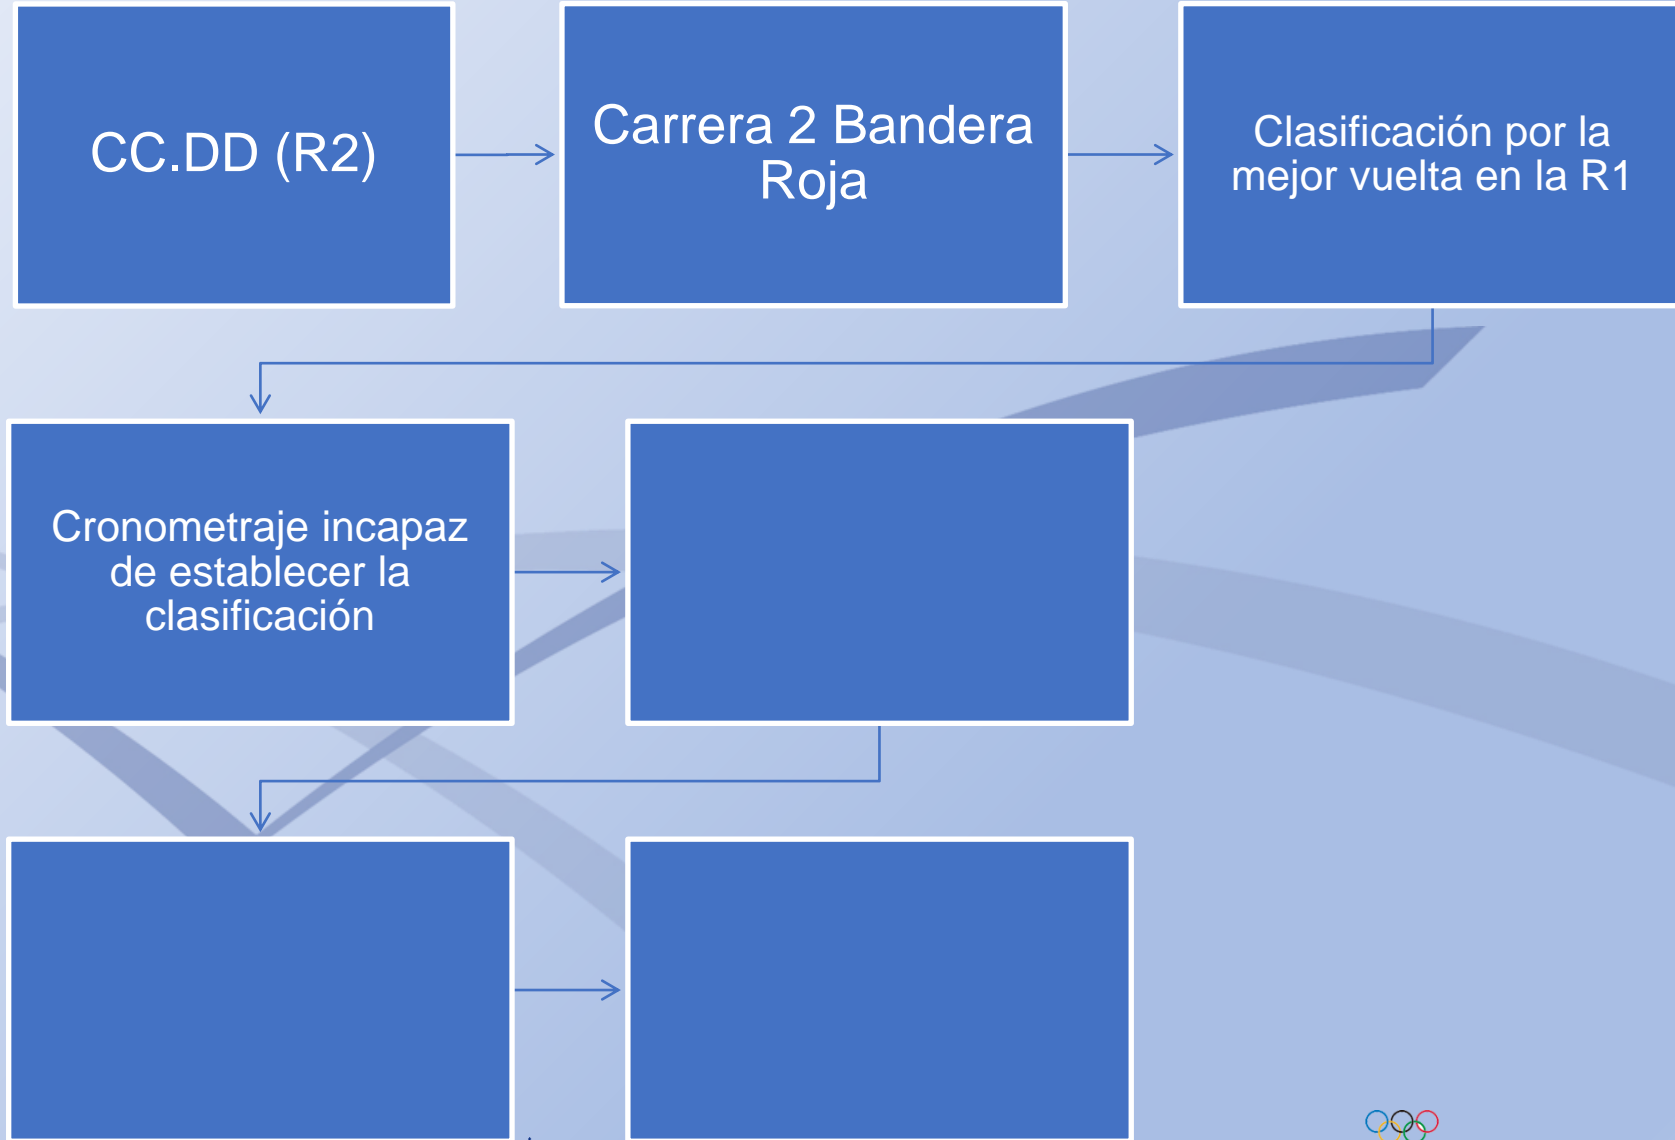 CC.DD (R2)
Carrera 2 Bandera
Roja
Clasificación por la
mejor vuelta en la R1
Cronometraje incapaz
de establecer la
clasificación